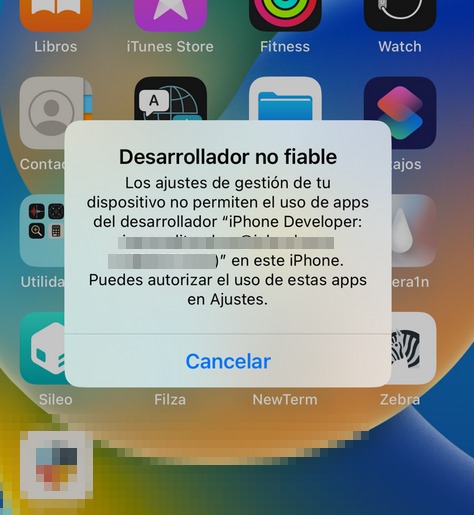 Libros
iTunes Store
Fitness
Watch
A
Contac
ajos
Desarrollador no fiable
Los ajustes de gestión de tu
dispositivo no permiten el uso de apps
del desarrollador “iPhone Developer:
)” en este iPhone.
Puedes autorizar el uso de estas apps
en Ajustes.
Utilida
era1n
Cancelar
Sileo
Filza
NewTerm
Zebra